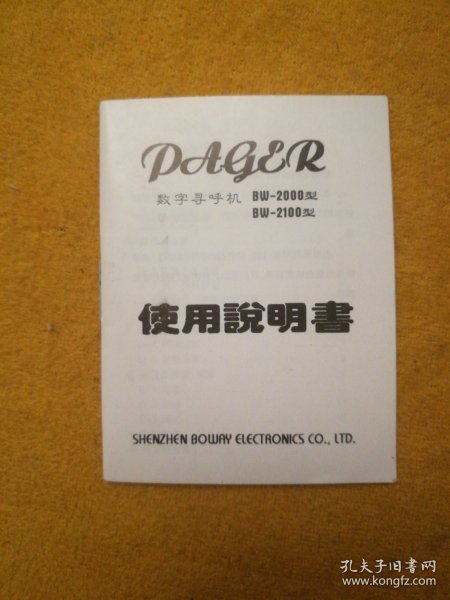 PAGER
数字寻呼机 BW-2000型
BW-2100型
使用說明書
SHENZHEN BOWAY ELECTRONICS CO., LTD.
孔夫子旧书网
www.kongfz.com